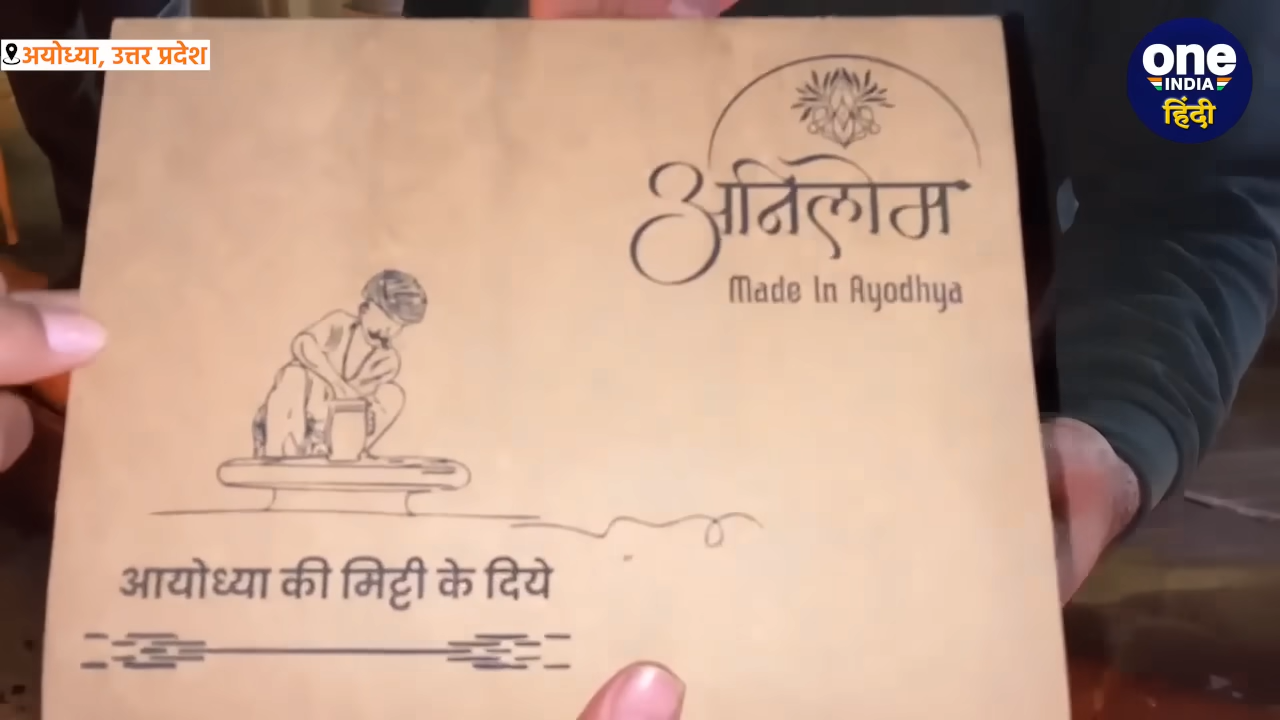 अयोध्या, उत्तर प्रदेश
one
INDIA
हिंदी
अनिलोम
Made In Ayodhya
आयोध्या की मिट्टी के दिये